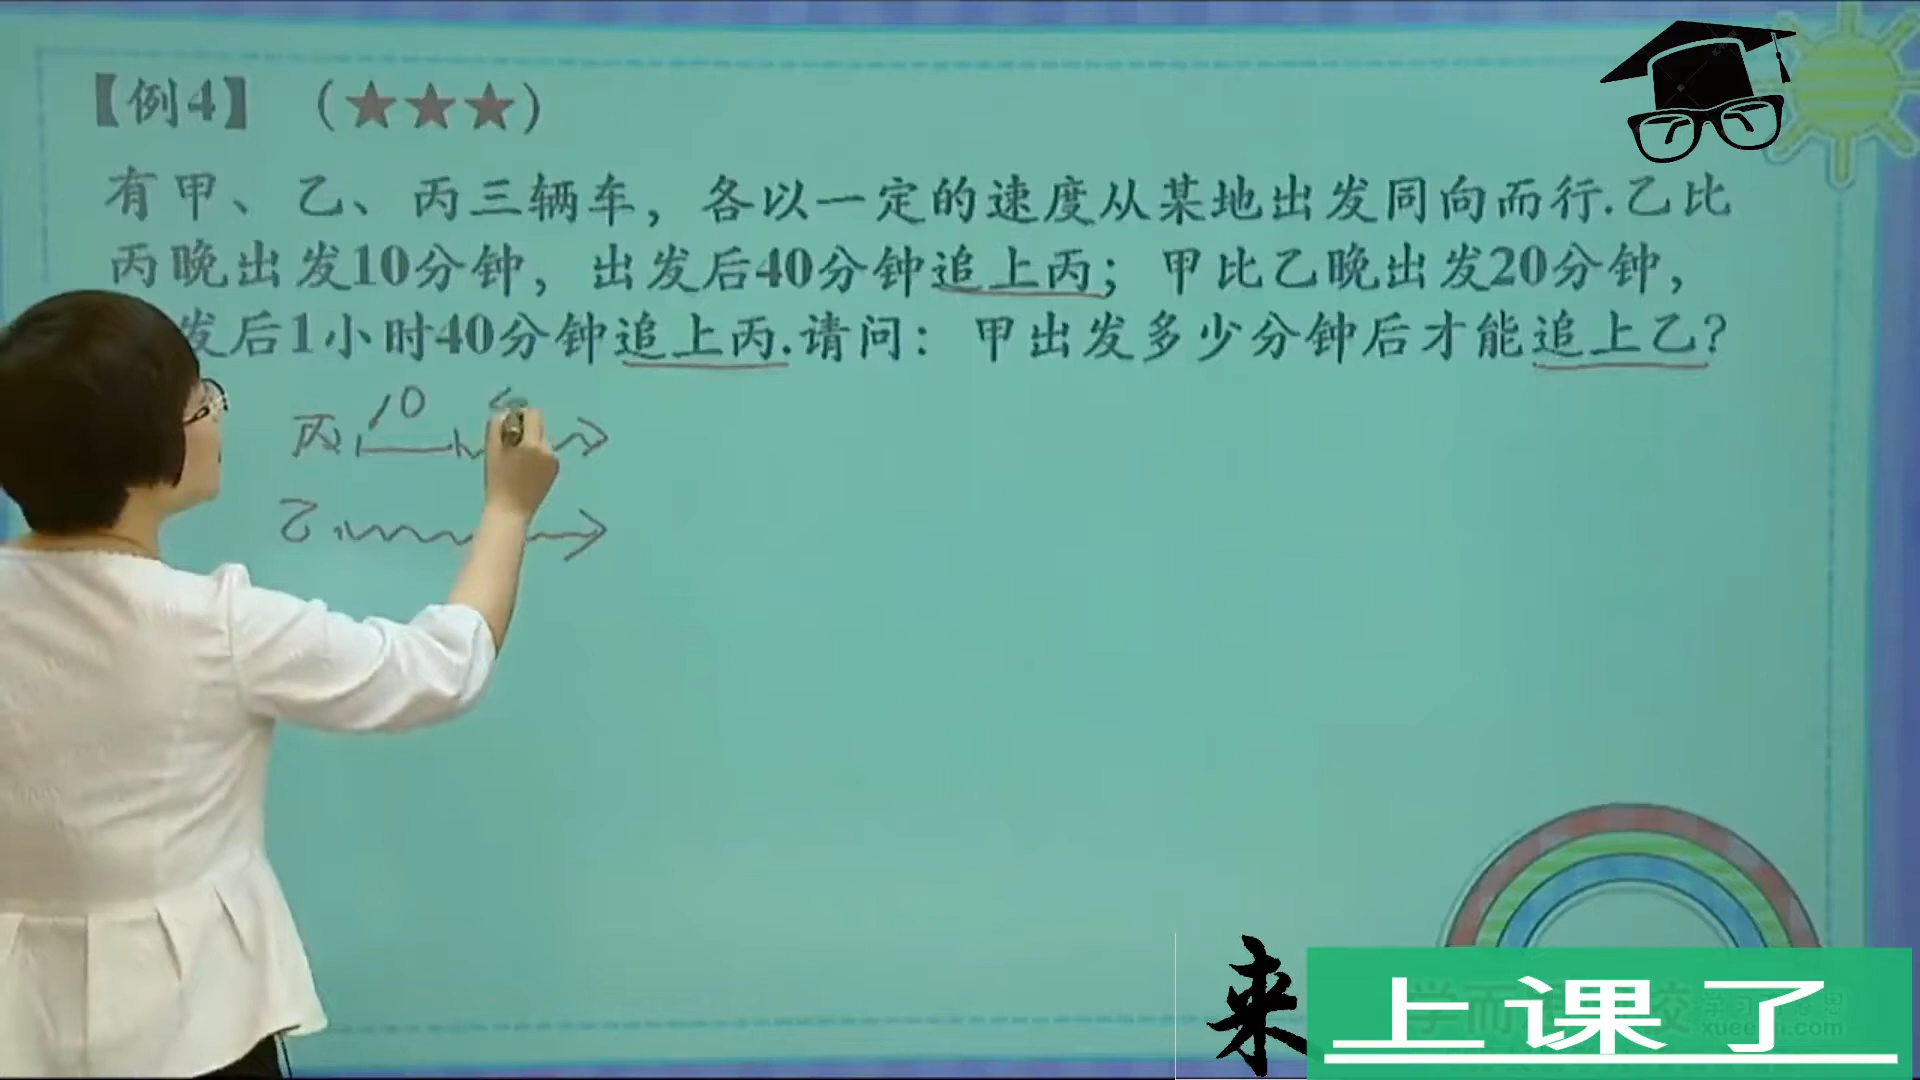 【例4】（★★★）
有甲、乙、丙三辆车，各以一定的速度从某地出发同向而行.乙比
丙晚出发10分钟，出发后40分钟追上丙；甲比乙晚出发20分钟，
发后1小时40分钟追上丙.请问：甲出发多少分钟后才能追上乙？
丙 10
乙
来
上课了